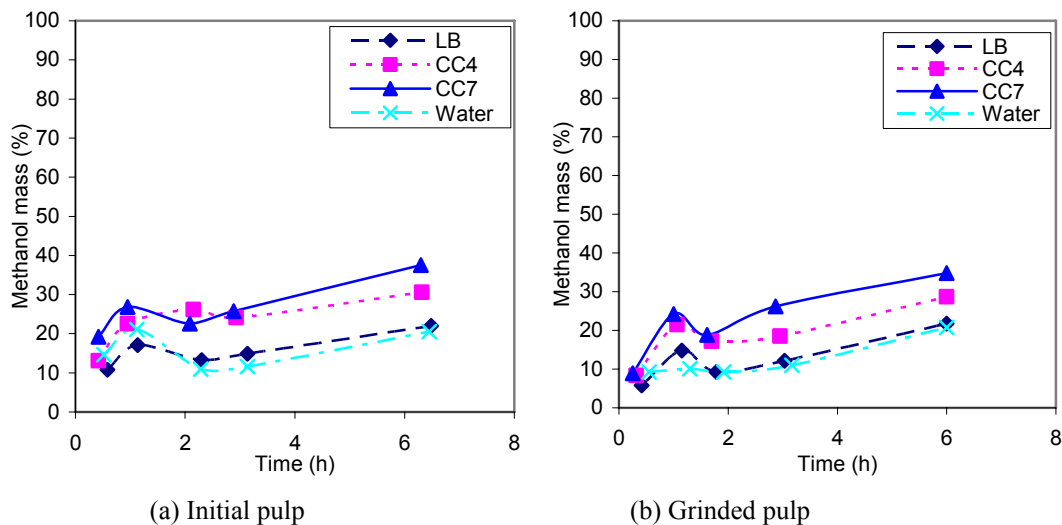 100
90
80
70
60
50
40
30
20
10
0
Methanol mass (%)
LB
CC4
CC7
Water
0 2 4 6 8
Time (h)
(a) Initial pulp
100
90
80
70
60
50
40
30
20
10
0
Methanol mass (%)
LB
CC4
CC7
Water
0 2 4 6 8
Time (h)
(b) Grinded pulp